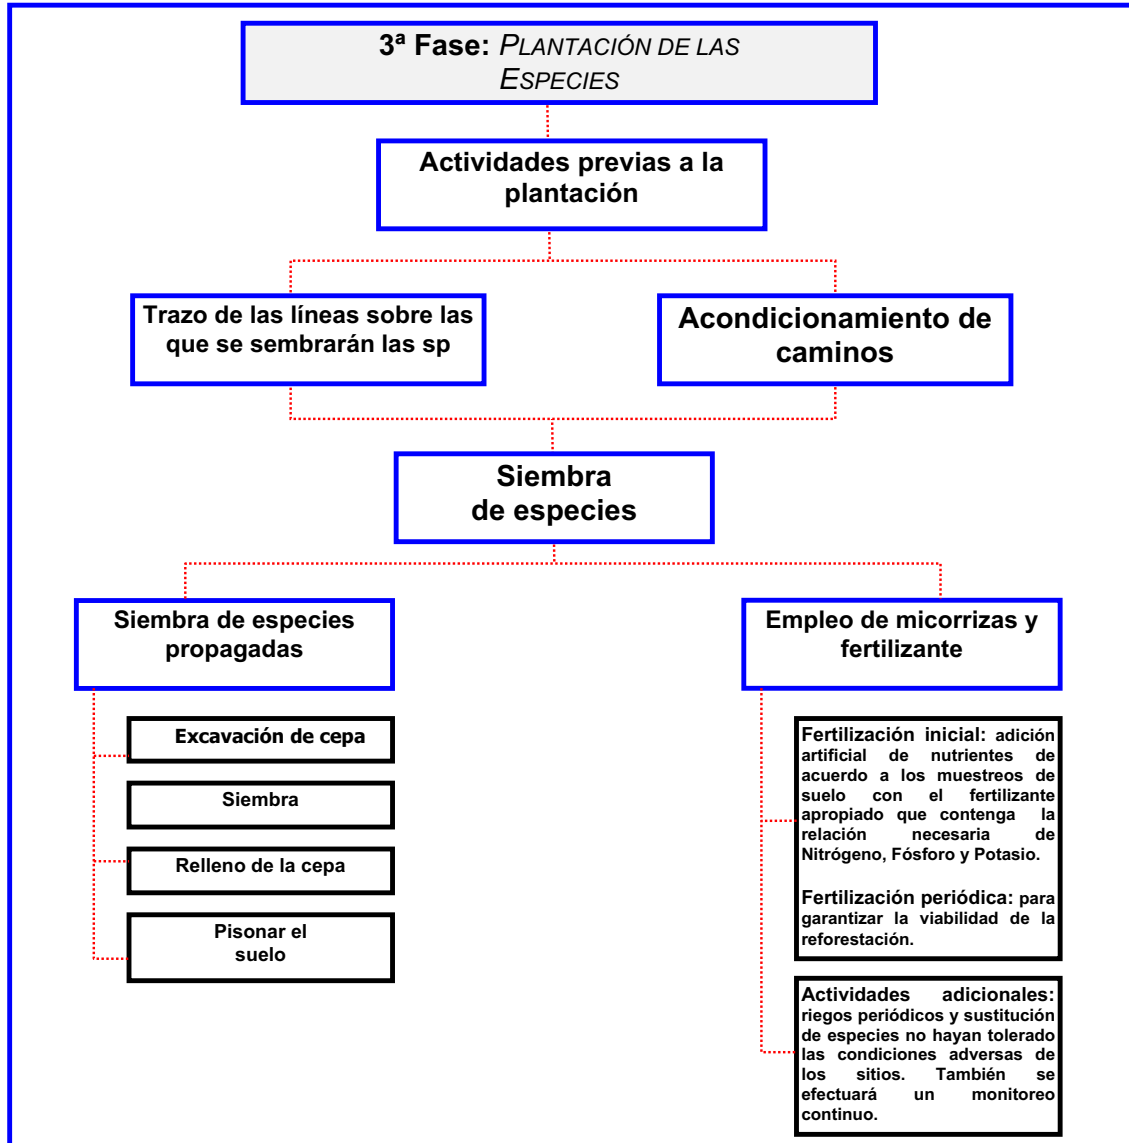 3ª Fase: PLANTACIÓN DE LAS
ESPECIES
Actividades previas a la
plantación
Trazo de las líneas sobre las
que se sembrarán las sp
Acondicionamiento de
caminos
Siembra
de especies
Siembra de especies
propagadas
Excavación de cepa
Siembra
Relleno de la cepa
Pisonar el
suelo
Empleo de micorrizas y
fertilizante
Fertilización inicial: adición
artificial de nutrientes de
acuerdo a los muestreos de
suelo con el fertilizante
apropiado que contenga la
relación necesaria de
Nitrógeno, Fósforo y Potasio.
Fertilización periódica: para
garantizar la viabilidad de la
reforestación.
Actividades adicionales:
riegos periódicos y sustitución
de especies no hayan tolerado
las condiciones adversas de
los sitios. También se
efectuará un monitoreo
continuo.